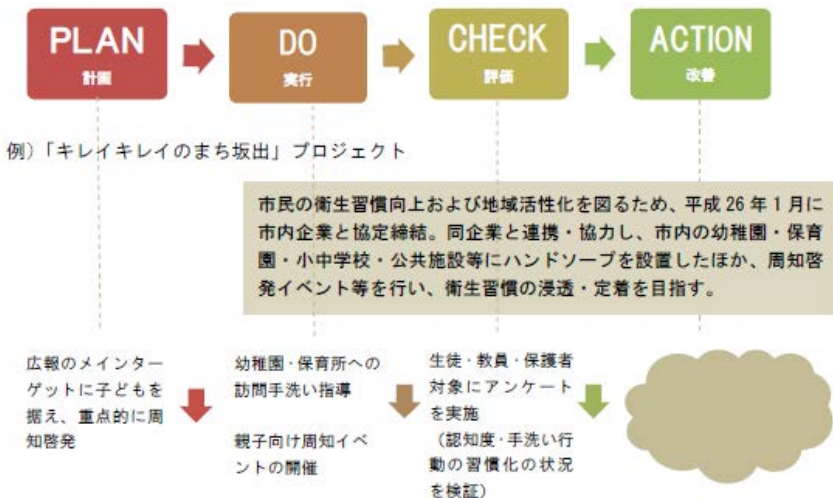 PLAN
計画
DO
実行
CHECK
評価
ACTION
改善
例）「キレイキレイのまち坂出」プロジェクト
市民の衛生習慣向上および地域活性化を図るため、平成26年1月に
市内企業と協定締結。同企業と連携・協力し、市内の幼稚園・保育
園・小中学校・公共施設等にハンドソープを設置したほか、周知啓
発イベント等を行い、衛生習慣の浸透・定着を目指す。
広報のメインター
ゲットに子どもを
据え、重点的に周
知啓発
幼稚園・保育所への
訪問手洗い指導
親子向け周知イベ
ントの開催
生徒・教員・保護者
対象にアンケート
を実施
（認知度・手洗い行
動の習慣化の状況
を検証）